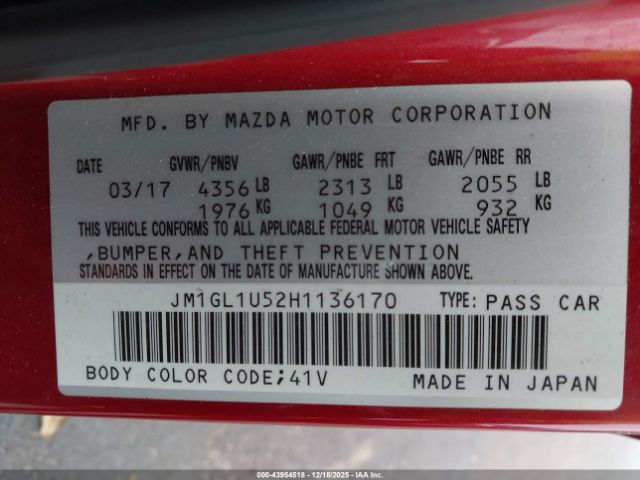 MFD. BY MAZDA MOTOR CORPORATION
DATE GVWR/PNBV GAWR/PNBE FRT GAWR/PNBE RR
03/17 4356 LB 2313 LB 2055 LB
1976 KG 1049 KG 932 KG
THIS VEHICLE CONFORMS TO ALL APPLICABLE FEDERAL MOTOR VEHICLE SAFETY
,BUMPER,AND THEFT PREVENTION
STANDARDS IN EFFECT ON THE DATE OF MANUFACTURE SHOWN ABOVE.
JM1GL1U52H1136170 TYPE: PASS CAR
BODY COLOR CODE;41V MADE IN JAPAN
000-43954518 - 12/18/2025 - IAA Inc.